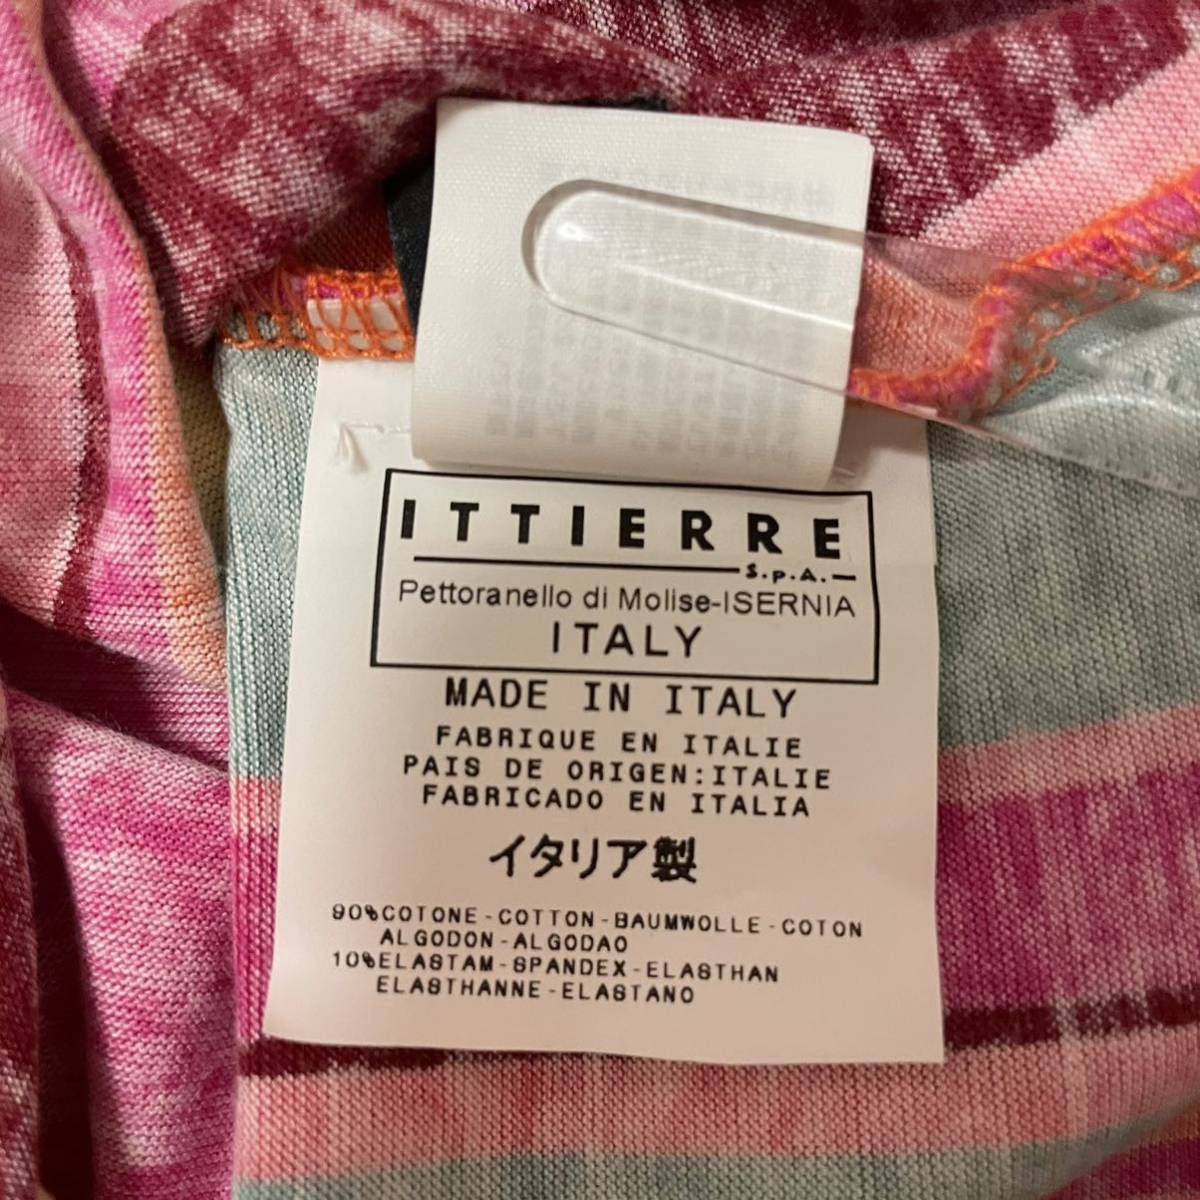 ITTIERRE
S.p.A.
Pettoranello di Molise-ISERNIA
ITALY
MADE IN ITALY
FABRIQUE EN ITALIE
PAIS DE ORIGEN:ITALIE
FABRICADO EN ITALIA
イタリア製
90%COTONE-COTTON-BAUMWOLLE-COTON
ALGODON-ALGODAO
10%ELASTAM-SPANDEX-ELASTHAN
ELASTHANNE-ELASTANO